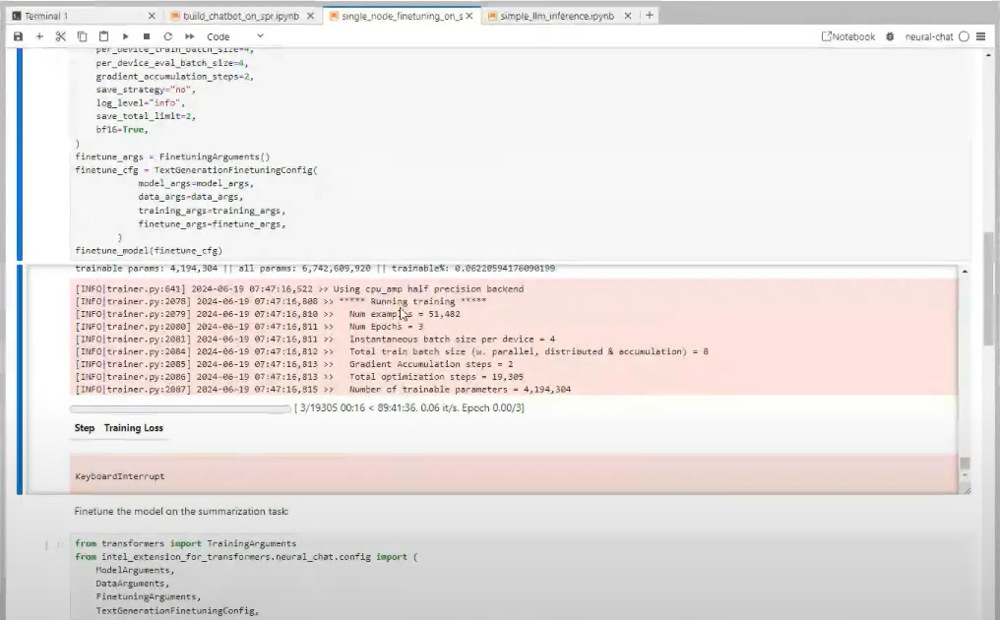 Terminal 1
build_chatbot_on_spr.ipynb
single_node_finetuning_on_s
simple_llm_inference.ipynb
Code
Notebook
neural-chat
per_device_train_batch_size=4,
per_device_eval_batch_size=4,
gradient_accumulation_steps=2,
save_strategy="no",
log_level="info",
save_total_limit=2,
bf16=True,
)
finetune_args = FinetuningArguments()
finetune_cfg = TextGenerationFinetuningConfig(
model_args=model_args,
data_args=data_args,
training_args=training_args,
finetune_args=finetune_args,
)
finetune_model(finetune_cfg)
trainable params: 4,194,304 || all params: 6,742,609,920 || trainable%: 0.06220594176090199
[INFO|trainer.py:641] 2024-06-19 07:47:16,522 >> Using cpu_amp half precision backend
[INFO|trainer.py:2078] 2024-06-19 07:47:16,808 >> ***** Running training *****
[INFO|trainer.py:2079] 2024-06-19 07:47:16,810 >> Num examples = 51,482
[INFO|trainer.py:2080] 2024-06-19 07:47:16,811 >> Num Epochs = 3
[INFO|trainer.py:2081] 2024-06-19 07:47:16,811 >> Instantaneous batch size per device = 4
[INFO|trainer.py:2084] 2024-06-19 07:47:16,812 >> Total train batch size (w. parallel, distributed & accumulation) = 8
[INFO|trainer.py:2085] 2024-06-19 07:47:16,813 >> Gradient Accumulation steps = 2
[INFO|trainer.py:2086] 2024-06-19 07:47:16,813 >> Total optimization steps = 19,305
[INFO|trainer.py:2087] 2024-06-19 07:47:16,815 >> Number of trainable parameters = 4,194,304
[ 3/19305 00:16 < 89:41:36, 0.06 it/s, Epoch 0.00/3]
Step Training Loss
KeyboardInterrupt
Finetune the model on the summarization task:
[ ]:
from transformers import TrainingArguments
from intel_extension_for_transformers.neural_chat.config import (
ModelArguments,
DataArguments,
FinetuningArguments,
TextGenerationFinetuningConfig,